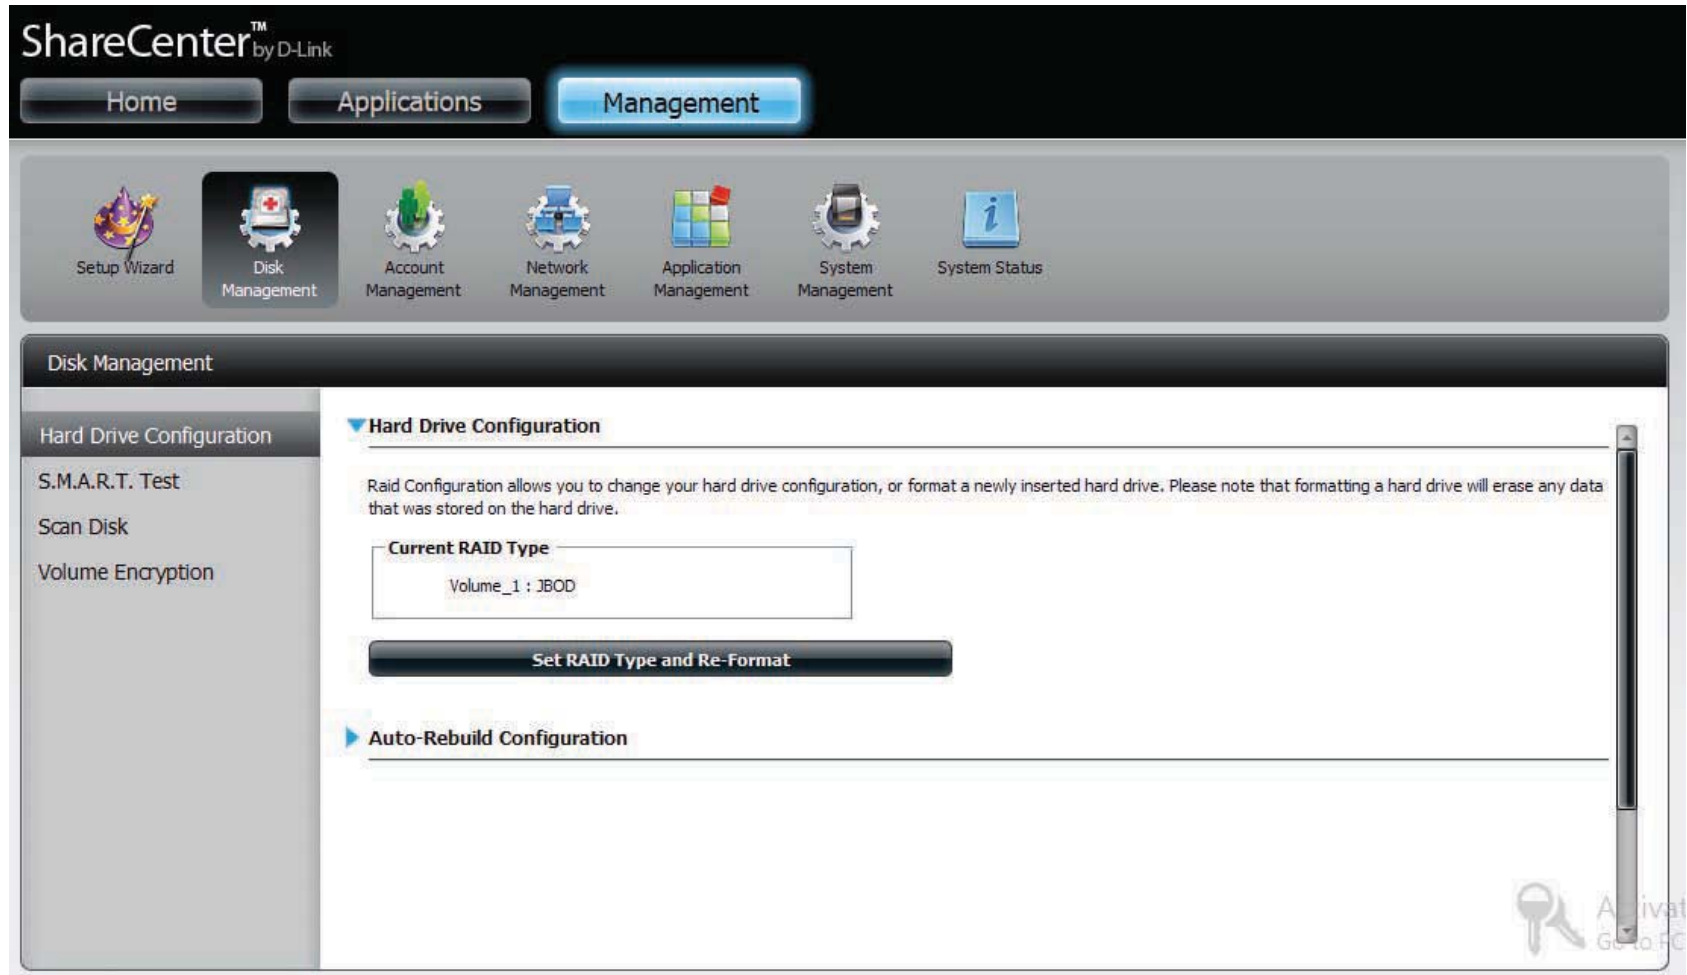 ShareCenter™ by D-Link
Home
Applications
Management
Setup Wizard
Disk
Management
Account
Management
Network
Management
Application
Management
System
Management
System Status
Disk Management
Hard Drive Configuration
S.M.A.R.T. Test
Scan Disk
Volume Encryption
Hard Drive Configuration
Raid Configuration allows you to change your hard drive configuration, or format a newly inserted hard drive. Please note that formatting a hard drive will erase any data
that was stored on the hard drive.
Current RAID Type
Volume_1 : JBOD
Set RAID Type and Re-Format
Auto-Rebuild Configuration
Go to PC